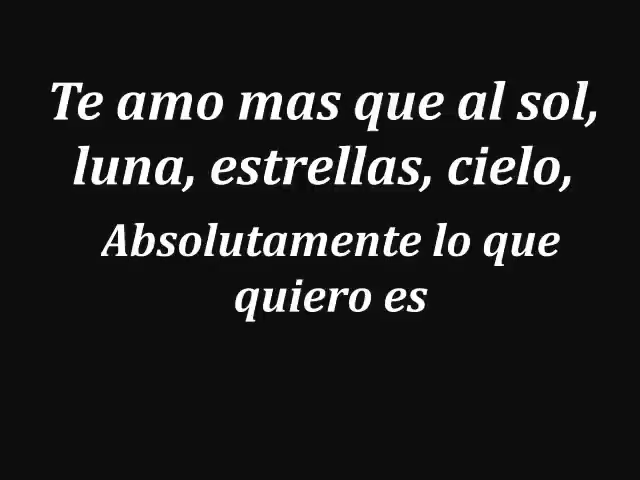 Te amo mas que al sol,
luna, estrellas, cielo,
Absolutamente lo que
quiero es